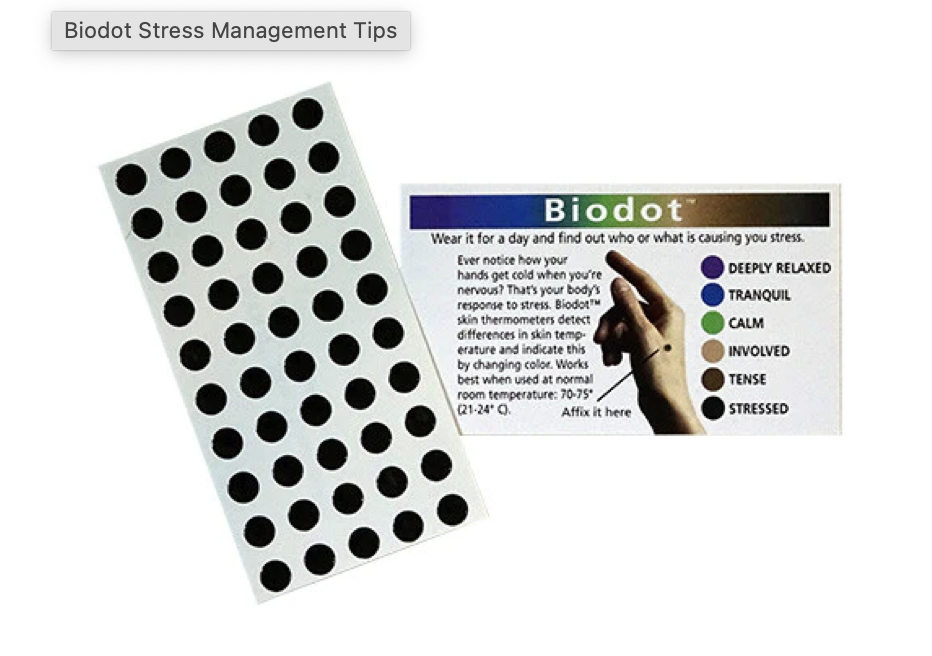 Biodot Stress Management Tips
Biodot™
Wear it for a day and find out who or what is causing you stress.
Ever notice how your
hands get cold when you're
nervous? That's your body's
response to stress. Biodot™
skin thermometers detect
differences in skin temp-
erature and indicate this
by changing color. Works
best when used at normal
room temperature: 70-75°
(21-24° C).
Affix it here
DEEPLY RELAXED
TRANQUIL
CALM
INVOLVED
TENSE
STRESSED